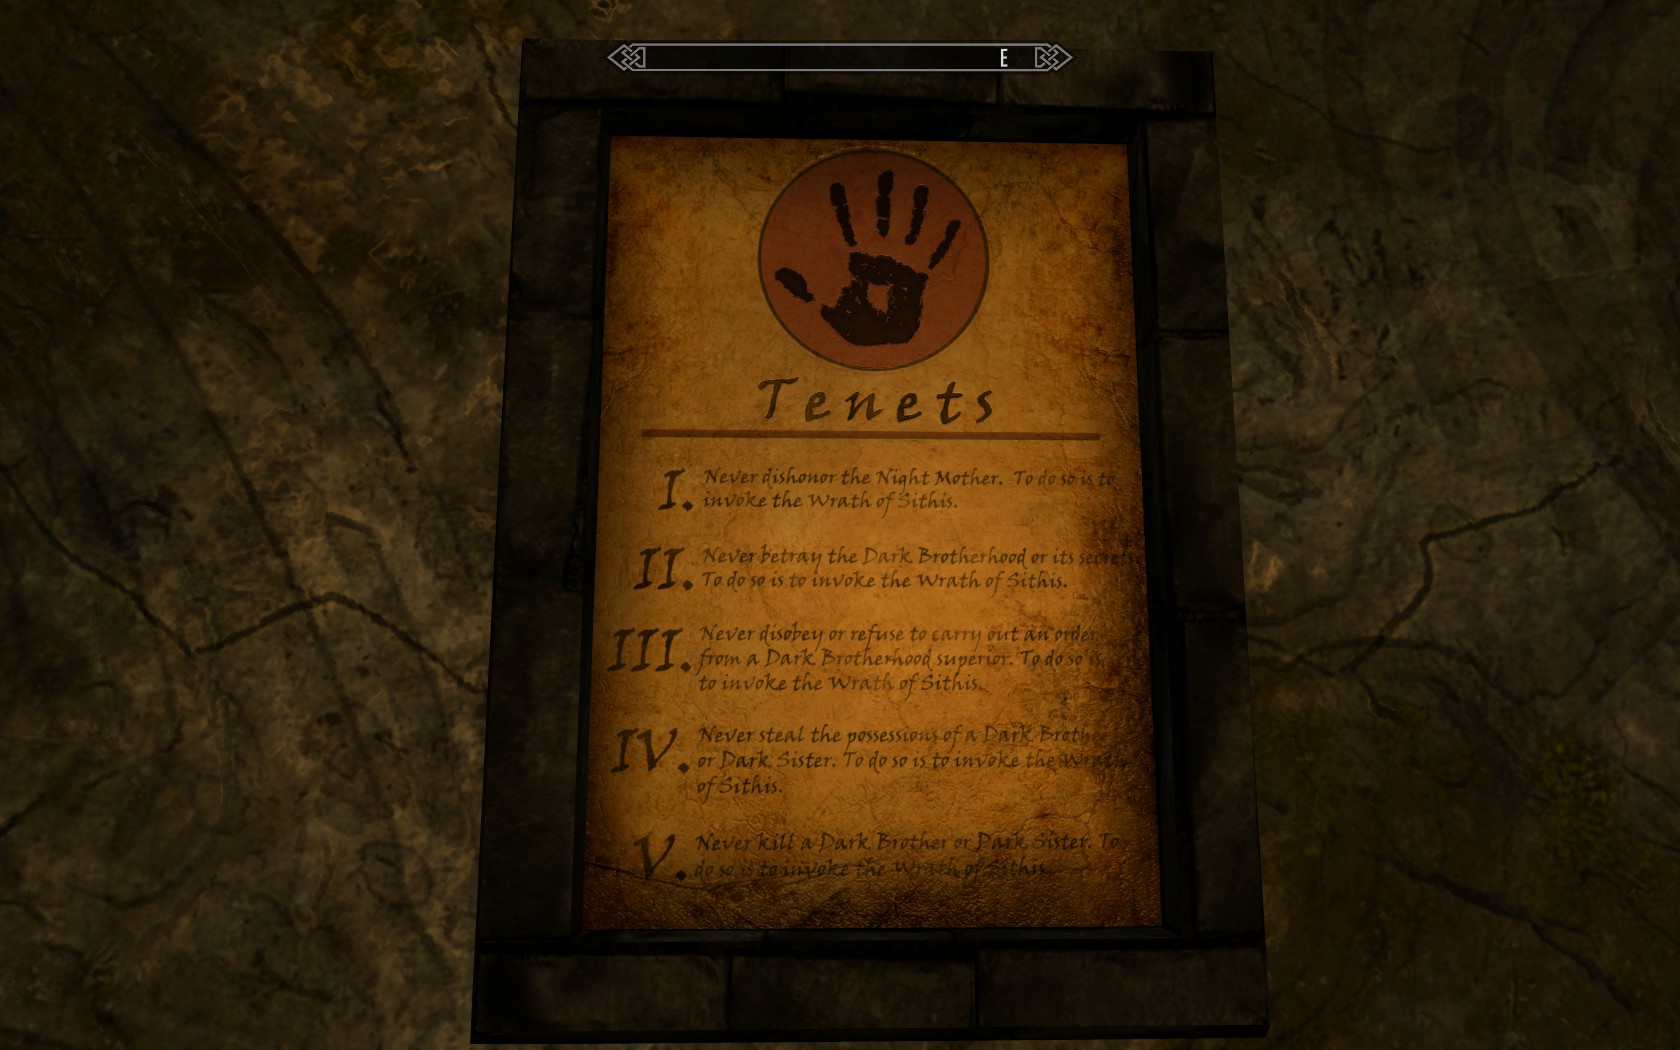 E
Tenets
I. Never dishonor the Night Mother. To do so is to
invoke the Wrath of Sithis.
II. Never betray the Dark Brotherhood or its secrets.
To do so is to invoke the Wrath of Sithis.
III. Never disobey or refuse to carry out an order
from a Dark Brotherhood superior. To do so is
to invoke the Wrath of Sithis.
IV. Never steal the possessions of a Dark Brother
or Dark Sister. To do so is to invoke the Wrath
of Sithis.
V. Never kill a Dark Brother or Dark Sister. To
do so is to invoke the Wrath of Sithis.